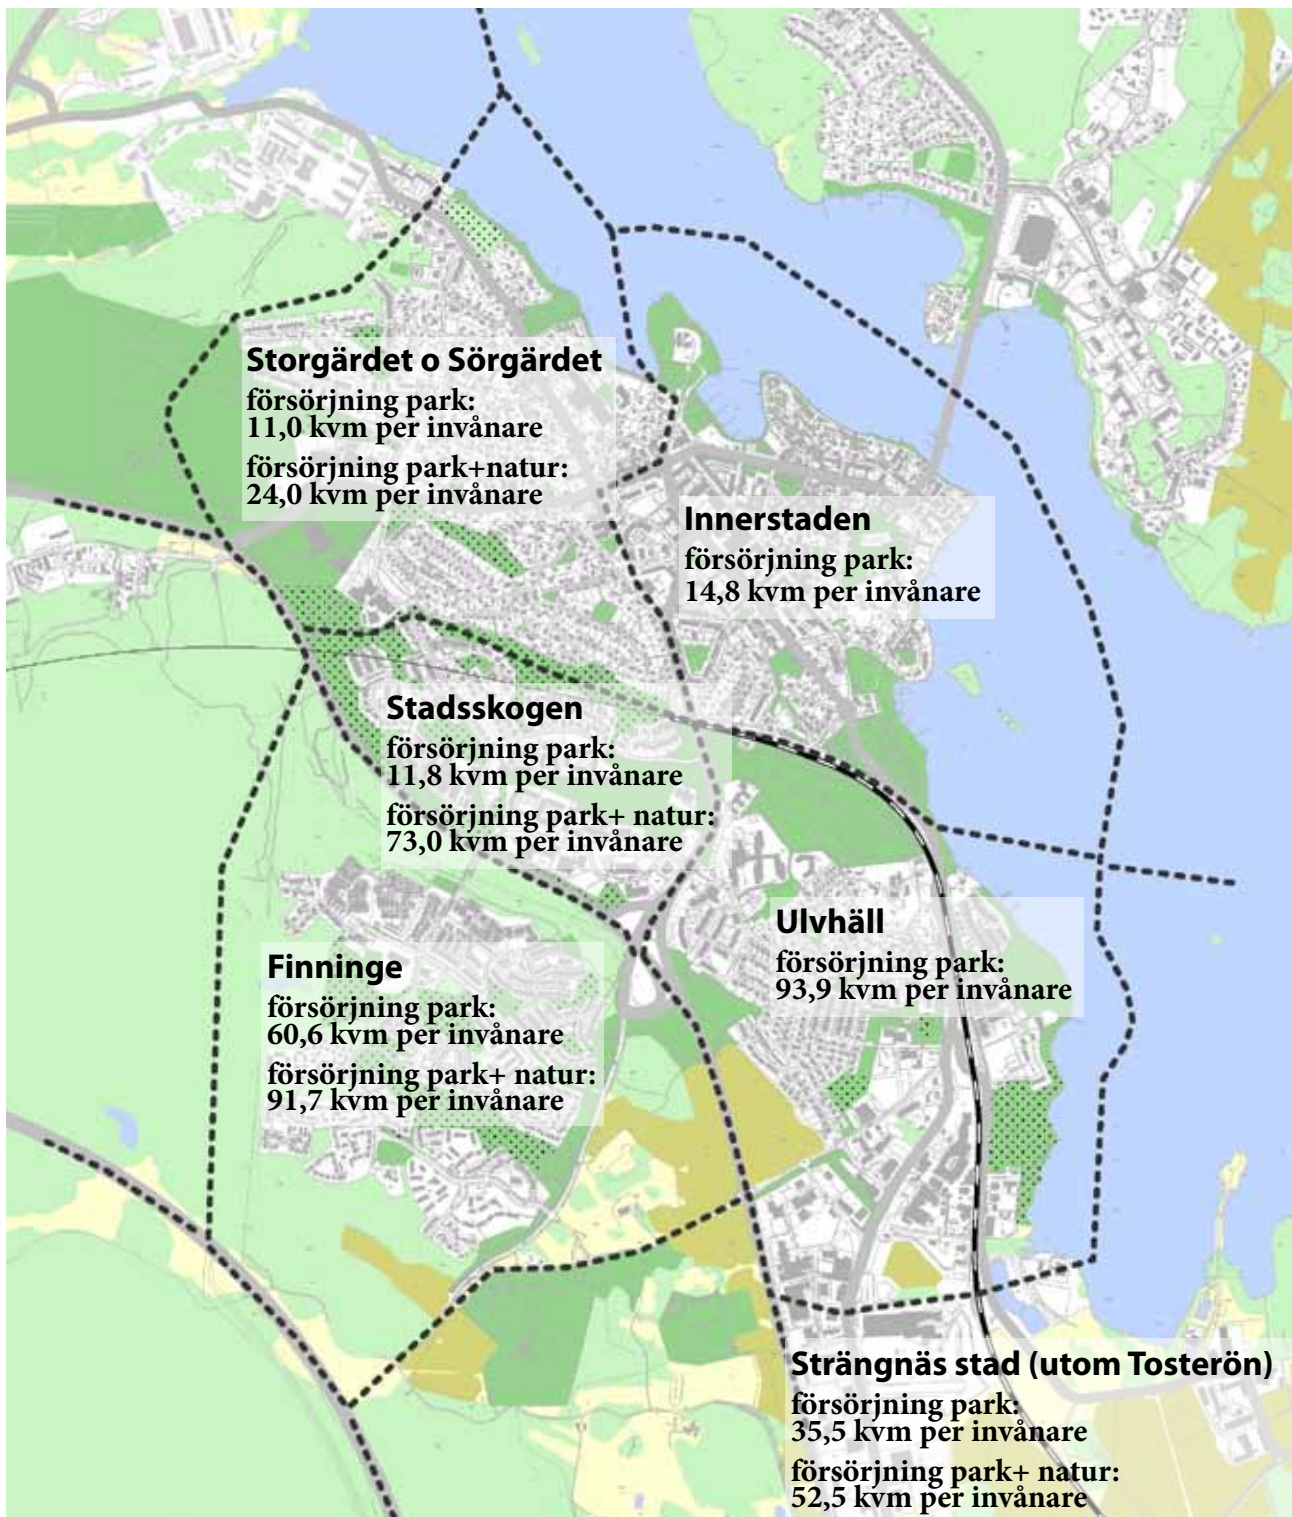 Storgärdet o Sörgärdet
försörjning park:
11,0 kvm per invånare
försörjning park+natur:
24,0 kvm per invånare
Innerstaden
försörjning park:
14,8 kvm per invånare
Stadsskogen
försörjning park:
11,8 kvm per invånare
försörjning park+ natur:
73,0 kvm per invånare
Ulvhäll
försörjning park:
93,9 kvm per invånare
Finninge
försörjning park:
60,6 kvm per invånare
försörjning park+ natur:
91,7 kvm per invånare
Strängnäs stad (utom Tosterön)
försörjning park:
35,5 kvm per invånare
försörjning park+ natur:
52,5 kvm per invånare